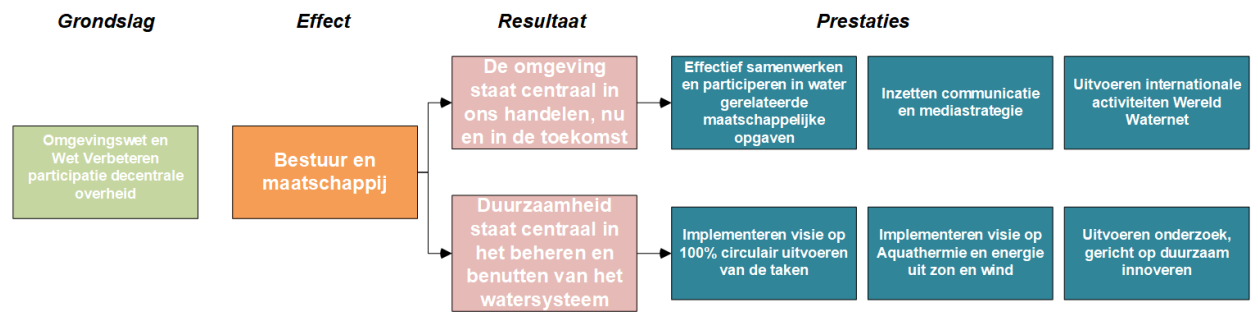 Grondslag
Effect
Resultaat
Prestaties
Omgevingswet en
Wet Verbeteren
participatie decentrale
overheid
Bestuur en
maatschappij
De omgeving
staat centraal in
ons handelen, nu
en in de toekomst
Effectief samenwerken
en participeren in water
gerelateerde
maatschappelijke
opgaven
Inzetten communicatie
en mediastrategie
Uitvoeren internationale
activiteiten Wereld
Waternet
Duurzaamheid
staat centraal in
het beheren en
benutten van het
watersysteem
Implementeren visie op
100% circulair uitvoeren
van de taken
Implementeren visie op
Aquathermie en energie
uit zon en wind
Uitvoeren onderzoek,
gericht op duurzaam
innoveren